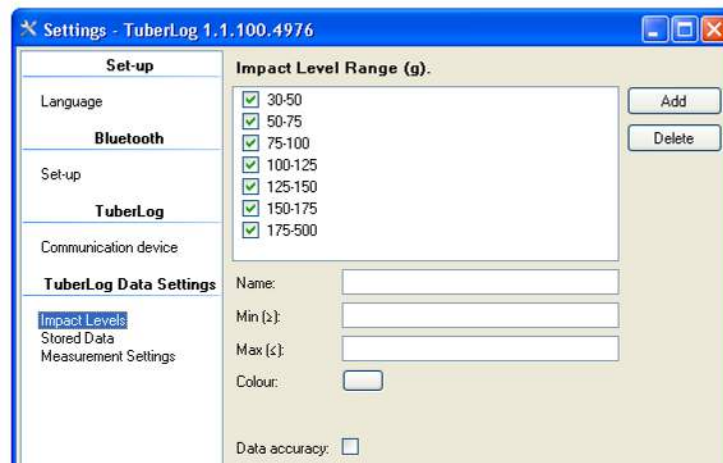 Settings - TuberLog 1.1.100.4976
Set-up
Language
Bluetooth
Set-up
TuberLog
Communication device
TuberLog Data Settings
Impact Levels
Stored Data
Measurement Settings
Impact Level Range (g).
30-50
50-75
75-100
100-125
125-150
150-175
175-500
Add
Delete
Name:
Min (≥):
Max (≤):
Colour:
Data accuracy: